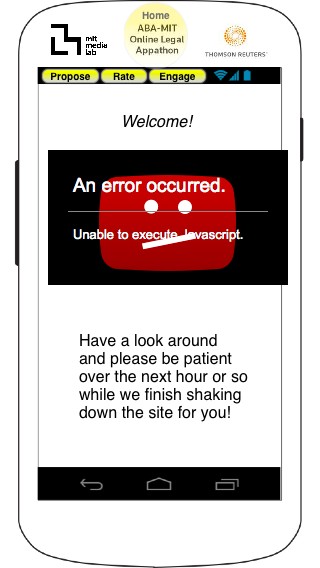 mit
media
lab
Home
ABA-MIT
Online Legal
Appathon
THOMSON REUTERS
Propose Rate Engage
Welcome!
An error occurred.
Unable to execute Javascript.
Have a look around
and please be patient
over the next hour or so
while we finish shaking
down the site for you!